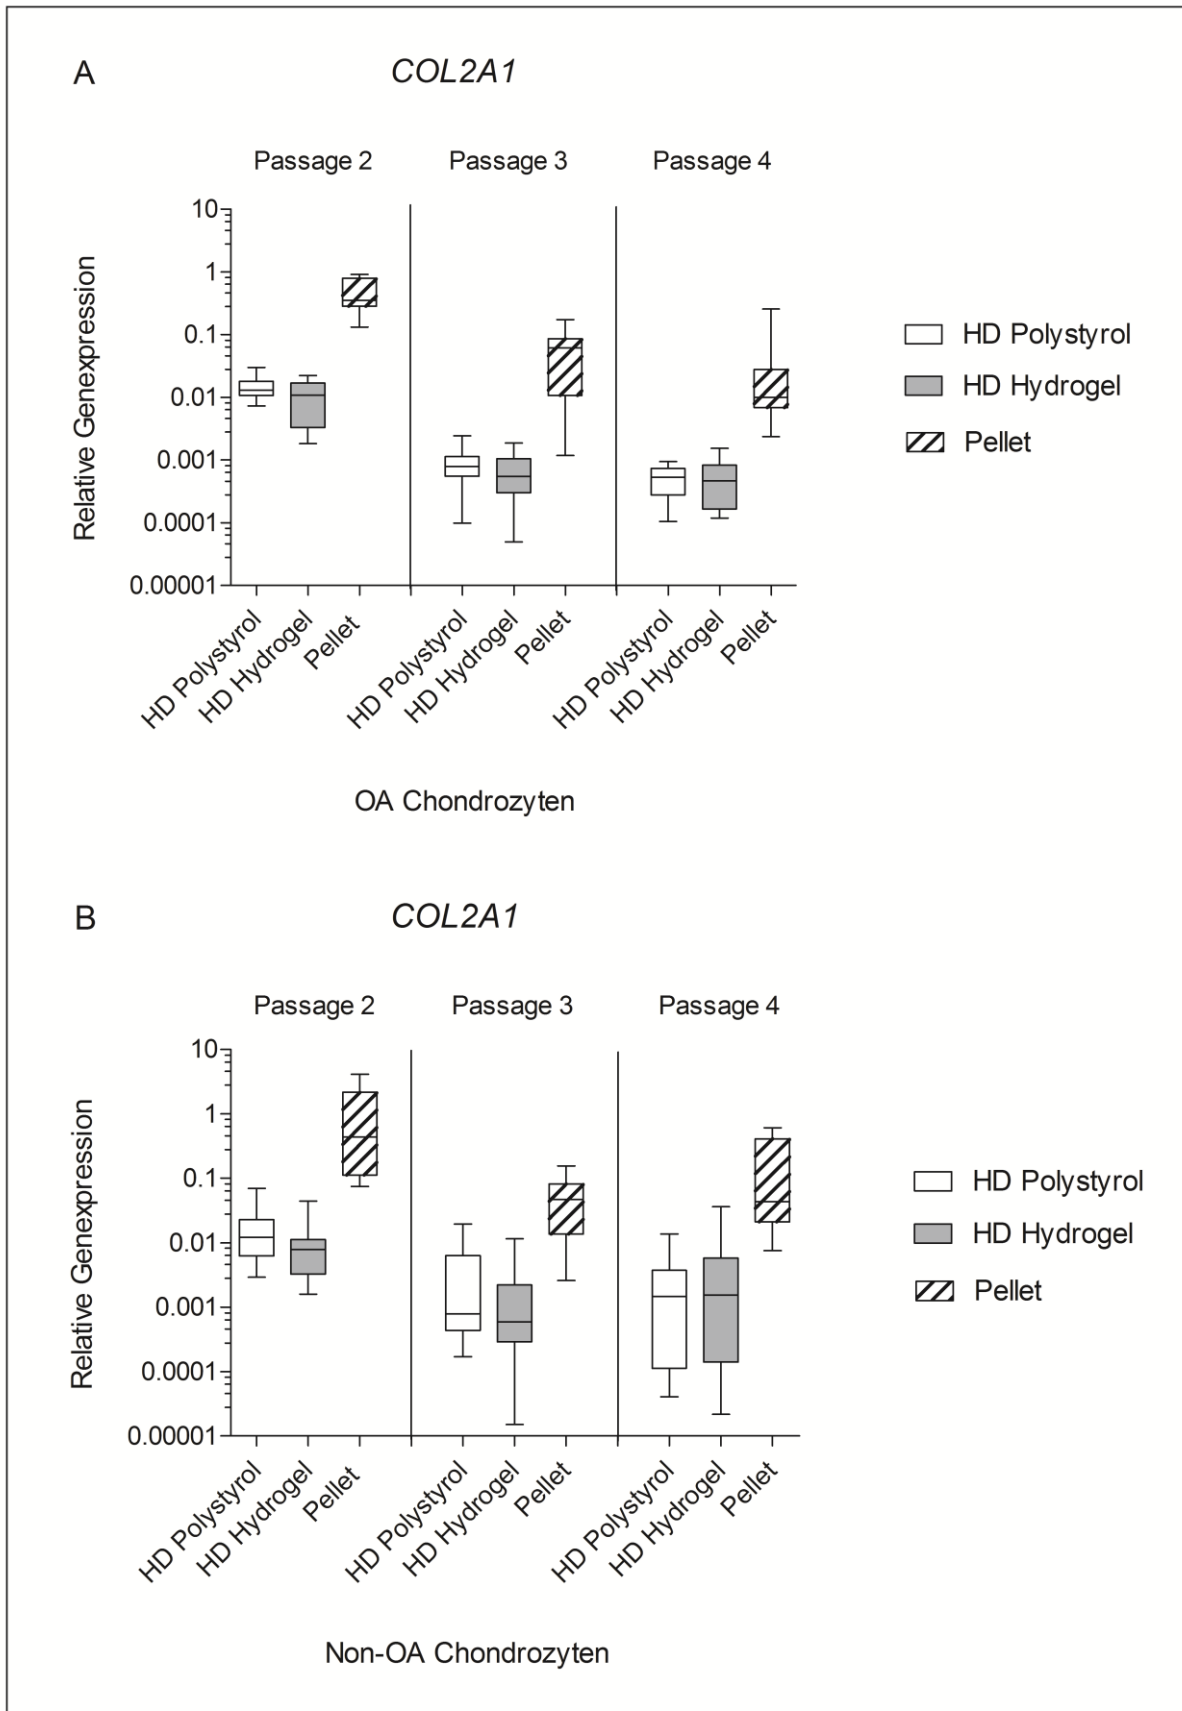 A
COL2A1
Passage 2
Passage 3
Passage 4
Relative Genexpression
10
1
0.1
0.01
0.001
0.0001
0.00001
HD Polystyrol
HD Hydrogel
Pellet
HD Polystyrol
HD Hydrogel
Pellet
HD Polystyrol
HD Hydrogel
Pellet
HD Polystyrol
HD Hydrogel
Pellet
OA Chondrozyten
B
COL2A1
Passage 2
Passage 3
Passage 4
Relative Genexpression
10
1
0.1
0.01
0.001
0.0001
0.00001
HD Polystyrol
HD Hydrogel
Pellet
HD Polystyrol
HD Hydrogel
Pellet
HD Polystyrol
HD Hydrogel
Pellet
HD Polystyrol
HD Hydrogel
Pellet
Non-OA Chondrozyten